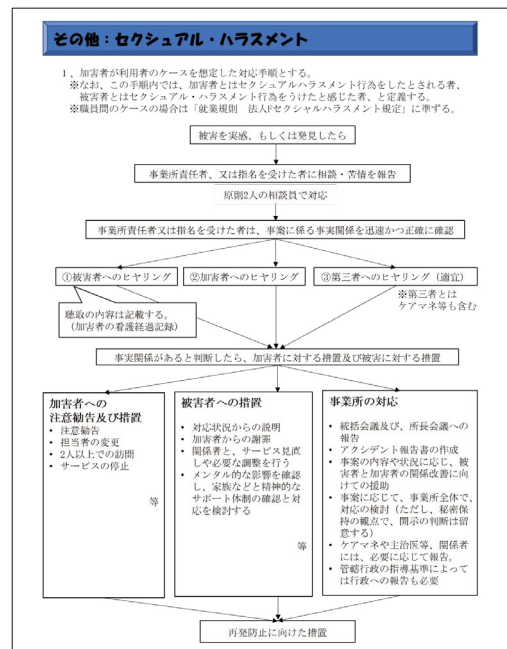 その他：セクシュアル・ハラスメント
１、加害者が利用者のケースを想定した対応手順とする。
※なお、この手順内では、加害者とはセクシュアルハラスメント行為をしたとされる者、
被害者とはセクシュアル・ハラスメント行為をうけたと感じた者、と定義する。
※職員間のケースの場合は「就業規則　法人Fセクシャルハラスメント規定」に準ずる。
被害を実感、もしくは発見したら
事業所責任者、又は指名を受けた者に相談・苦情を報告
原則2人の相談員で対応
事業所責任者又は指名を受けた者は、事案に係る事実関係を迅速かつ正確に確認
①被害者へのヒヤリング
②加害者へのヒヤリング
③第三者へのヒヤリング（適宜）
※第三者とは
ケアマネ等も含む
聴取の内容は記載する。
（加害者の看護経過記録）
事実関係があると判断したら、加害者に対する措置及び被害に対する措置
加害者への
注意勧告及び措置
• 注意勧告
• 担当者の変更
• 2人以上での訪問
• サービスの停止
等
被害者への措置
• 対応状況からの説明
• 加害者からの謝罪
• 関係者と、サービス見直
しや必要な調整を行う
• メンタル的な影響を確認
し、家族などと精神的な
サポート体制の確認と対
応を検討する
等
事業所の対応
• 統括会議及び、所長会議への
報告
• アクシデント報告書の作成
• 事案の内容や状況に応じ、被害
者と加害者の関係改善に向
けての援助
• 事案に応じて、事業所全体で、
対応の検討（ただし、秘密保
持の観点で、開示の判断は留
意する）
• ケアマネや主治医等、関係者
には、必要に応じて報告。
• 管轄行政の指導基準によって
は行政への報告も必要
再発防止に向けた措置